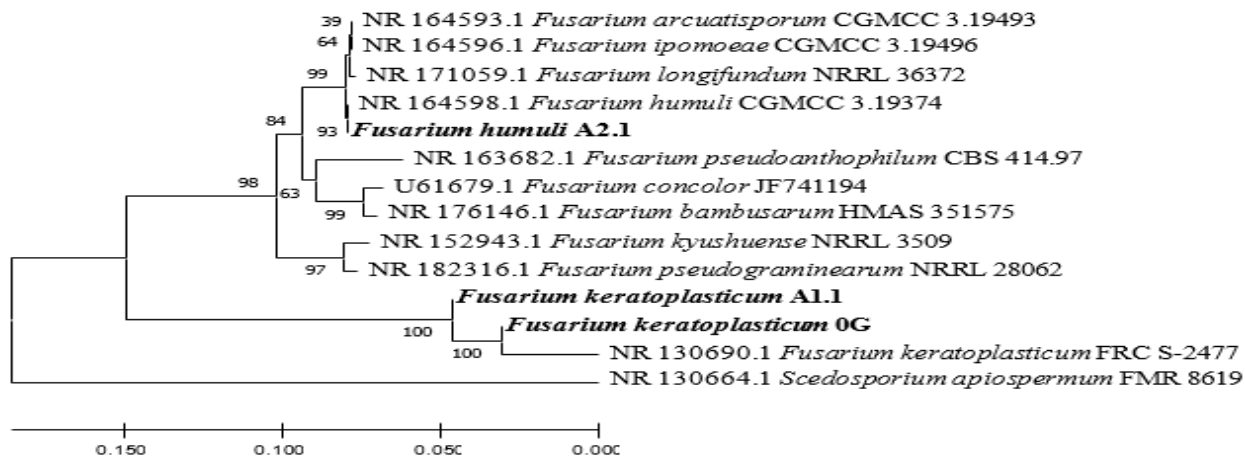 39 NR 164593.1 Fusarium arcuatisporum CGMCC 3.19493
64 NR 164596.1 Fusarium ipomoeae CGMCC 3.19496
99 NR 171059.1 Fusarium longifundum NRRL 36372
NR 164598.1 Fusarium humuli CGMCC 3.19374
84 93 Fusarium humuli A2.1
NR 163682.1 Fusarium pseudoanthophilum CBS 414.97
98 63 U61679.1 Fusarium concolor JF741194
99 NR 176146.1 Fusarium bambusarum HMAS 351575
NR 152943.1 Fusarium kyushuense NRRL 3509
97 NR 182316.1 Fusarium pseudograminearum NRRL 28062
Fusarium keratoplasticum A1.1
100 Fusarium keratoplasticum 0G
100 NR 130690.1 Fusarium keratoplasticum FRC S-2477
NR 130664.1 Scedosporium apiospermum FMR 8619
0.150 0.100 0.050 0.000